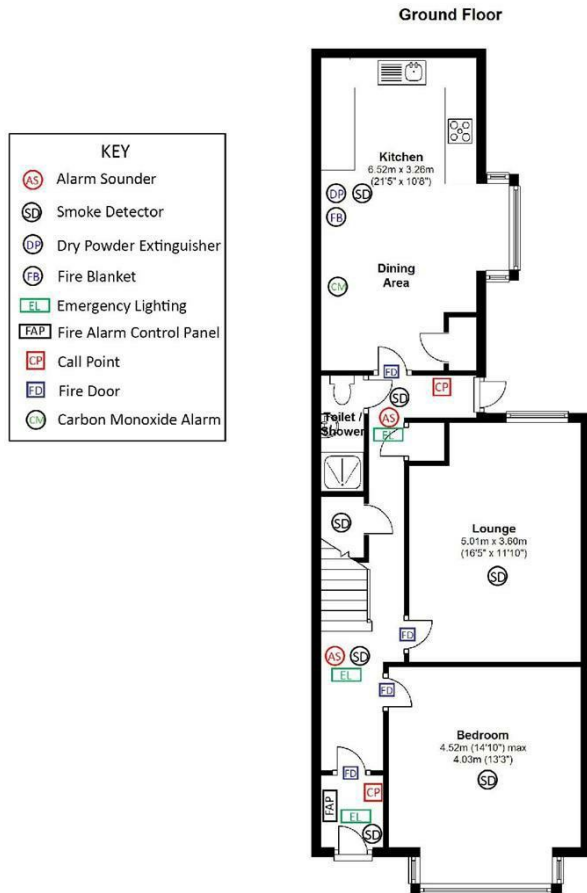 Ground Floor
KEY
AS Alarm Sounder
SD Smoke Detector
DP Dry Powder Extinguisher
FB Fire Blanket
EL Emergency Lighting
FAP Fire Alarm Control Panel
CP Call Point
FD Fire Door
CM Carbon Monoxide Alarm
Kitchen
6.52m x 3.26m
(21'5" x 10'8")
DP SD
FB
Dining
Area
CM
FD
CP
SD
Toilet /
Shower
AS
EL
SD
Lounge
5.01m x 3.60m
(16'5" x 11'10")
SD
FD
AS SD
EL
FD
Bedroom
4.52m (14'10") max
4.03m (13'3")
SD
FD
CP
FAP
EL
SD